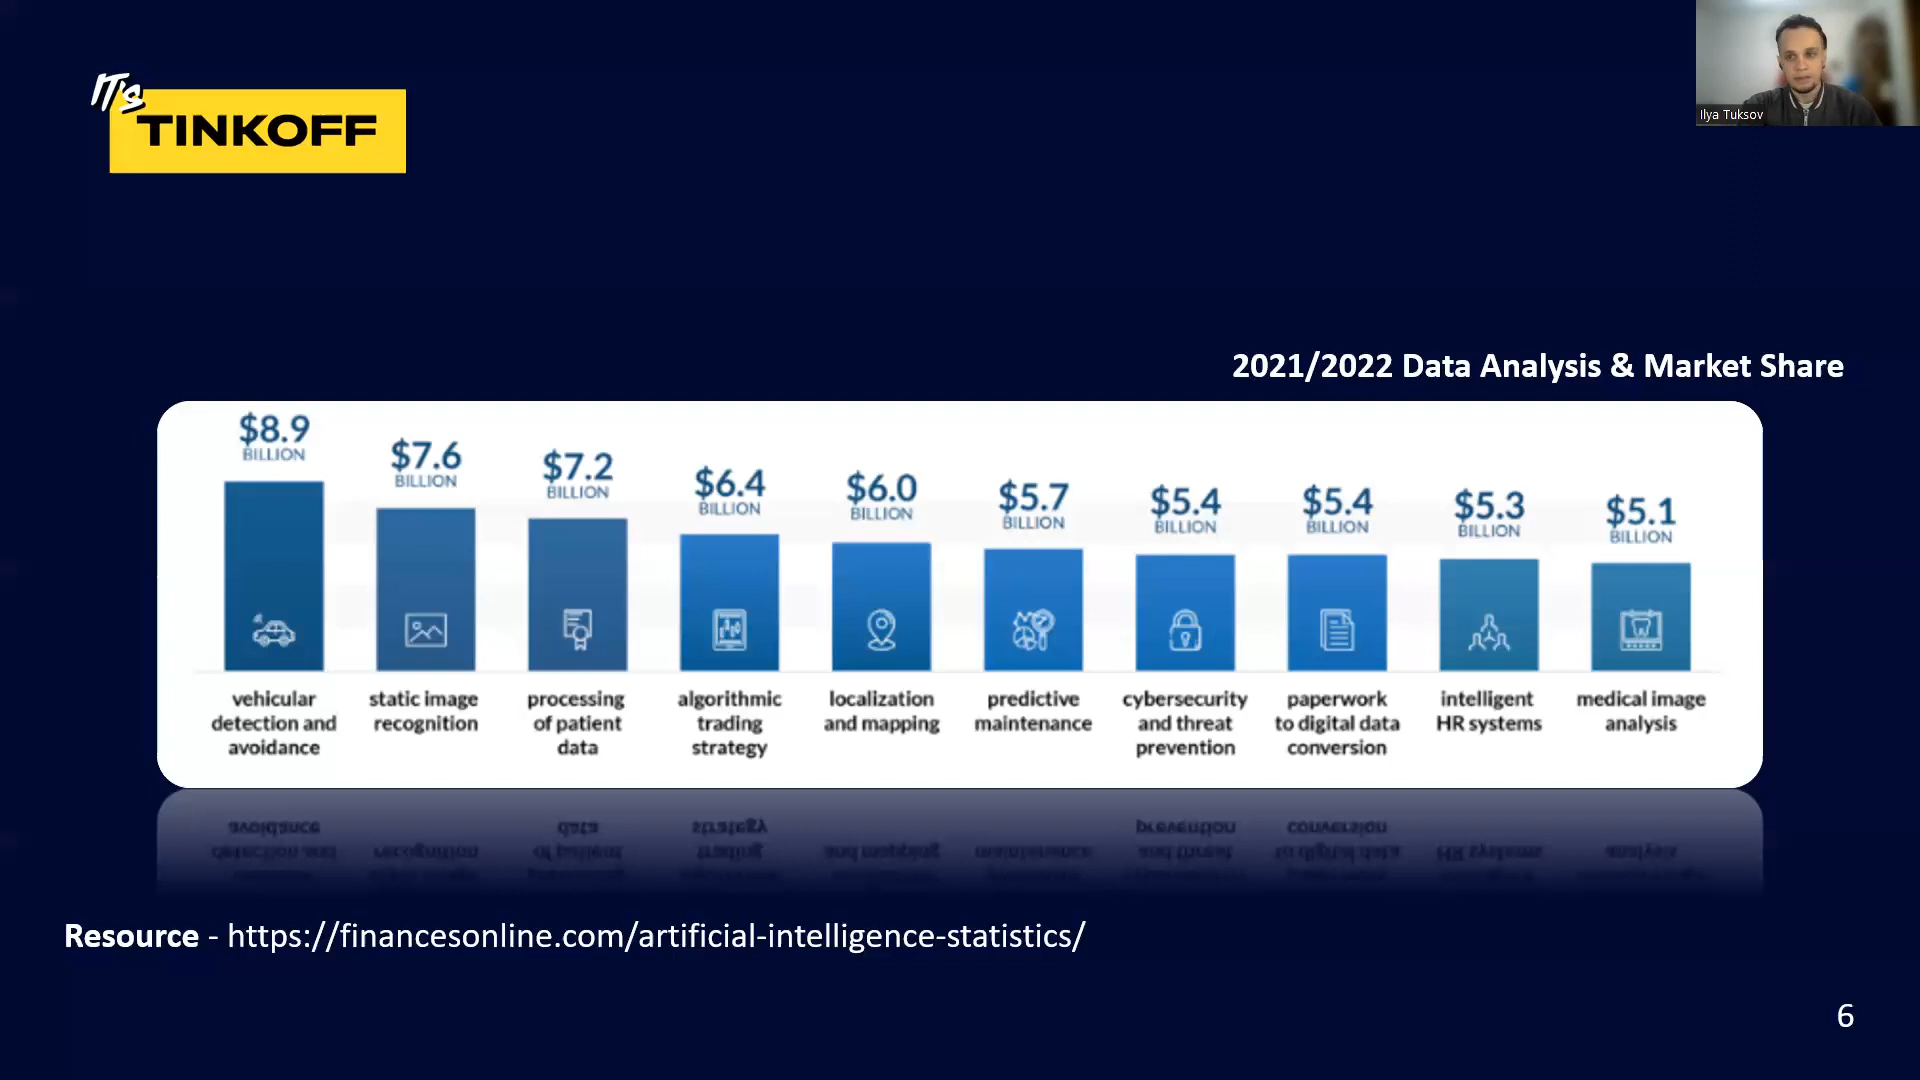 IT's
TINKOFF
Ilya Tuksov
2021/2022 Data Analysis & Market Share
$8.9
BILLION
$7.6
BILLION
$7.2
BILLION
$6.4
BILLION
$6.0
BILLION
$5.7
BILLION
$5.4
BILLION
$5.4
BILLION
$5.3
BILLION
$5.1
BILLION
vehicular
detection and
avoidance
static image
recognition
processing
of patient
data
algorithmic
trading
strategy
localization
and mapping
predictive
maintenance
cybersecurity
and threat
prevention
paperwork
to digital data
conversion
intelligent
HR systems
medical image
analysis
Resource - https://financesonline.com/artificial-intelligence-statistics/
6